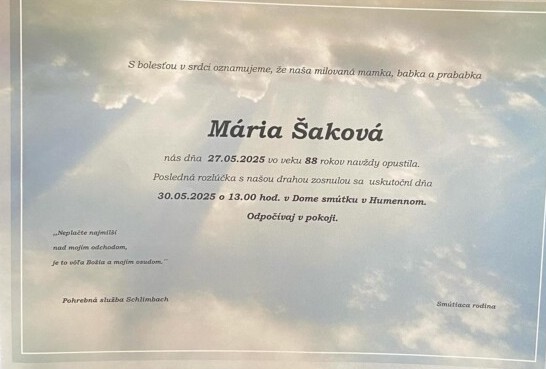 S bolesťou v srdci oznamujeme, že naša milovaná mamka, babka a prababka
Mária Šaková
nás dňa 27.05.2025 vo veku 88 rokov navždy opustila.
Posledná rozlúčka s našou drahou zosnulou sa uskutoční dňa
30.05.2025 o 13.00 hod. v Dome smútku v Humennom.
Odpočívaj v pokoji.
„Neplačte najmilší
nad mojim odchodom,
je to vôľa Božia a mojim osudom."
Pohrebná služba Schlimbach
Smútiaca rodina